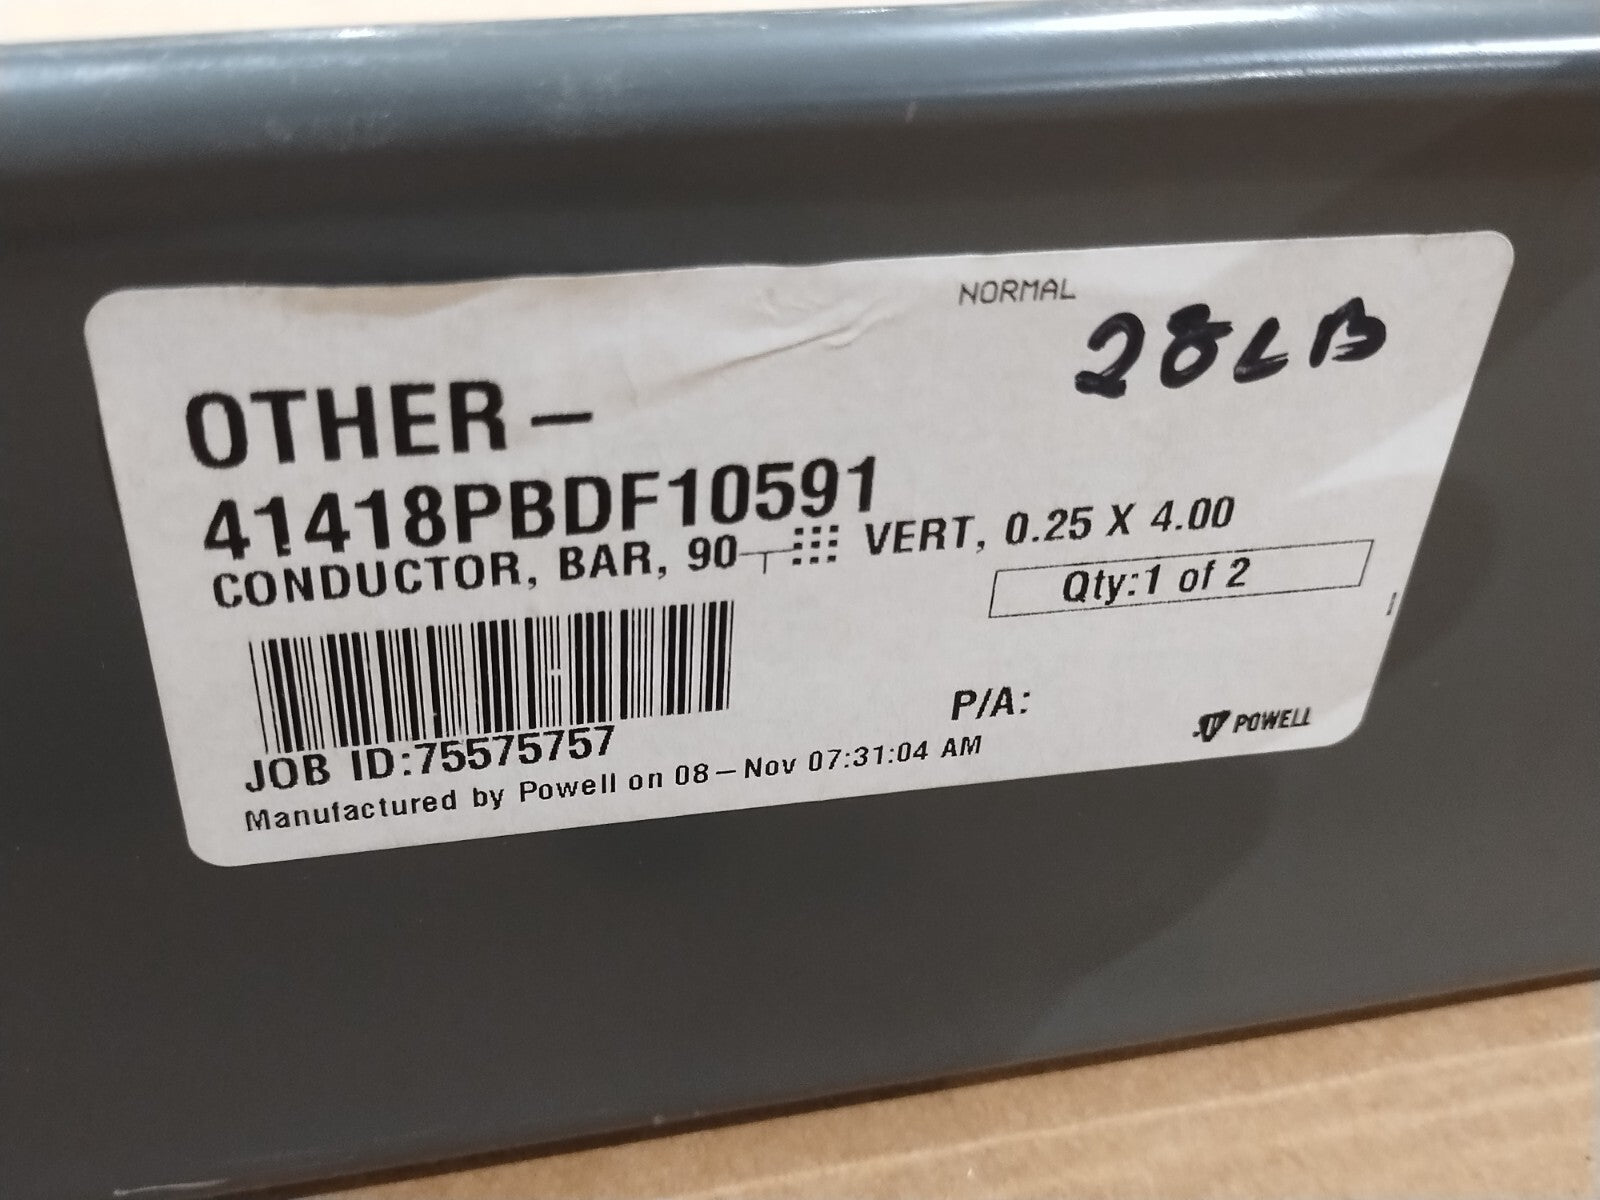 NORMAL
28LB
OTHER-
41418PBDF10591
CONDUCTOR, BAR, 90 VERT, 0.25 X 4.00
Qty:1 of 2
JOB ID:75575757
P/A:
Manufactured by Powell on 08-Nov 07:31:04 AM
POWELL